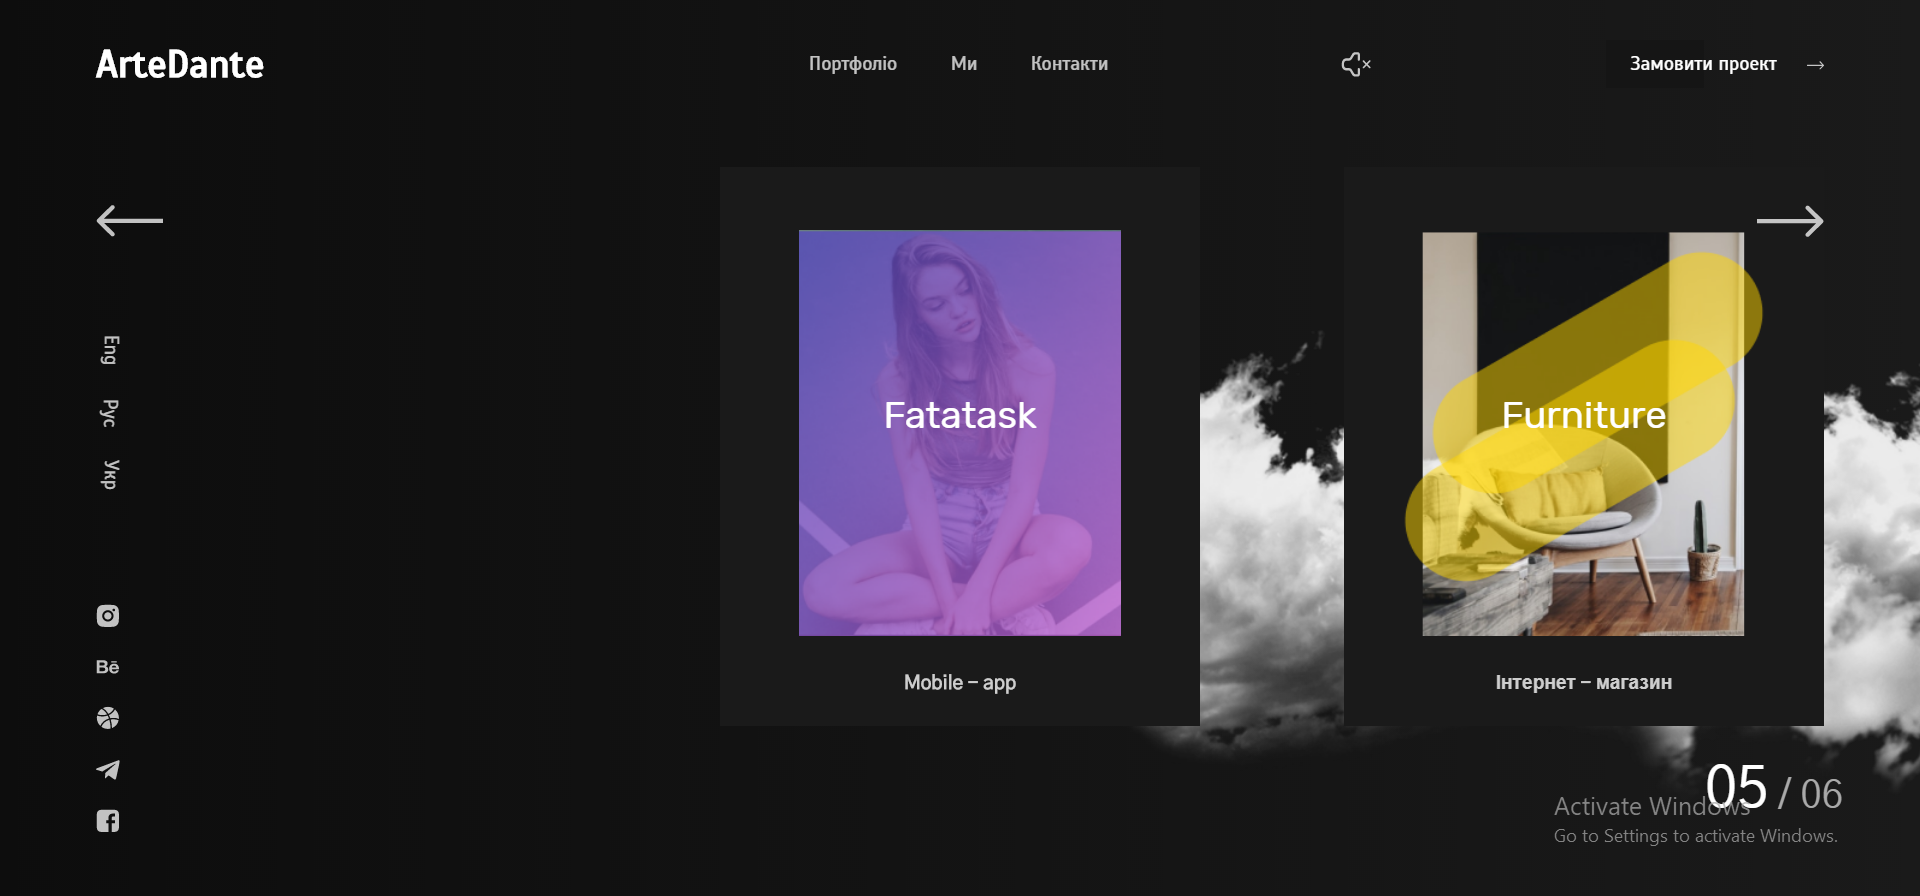 ArteDante
Портфоліо
Ми
Контакти
Замовити проект
Eng
Рус
Укр
Bē
Fatatask
Mobile – app
Furniture
Інтернет – магазин
05 / 06
Activate Windows
Go to Settings to activate Windows.